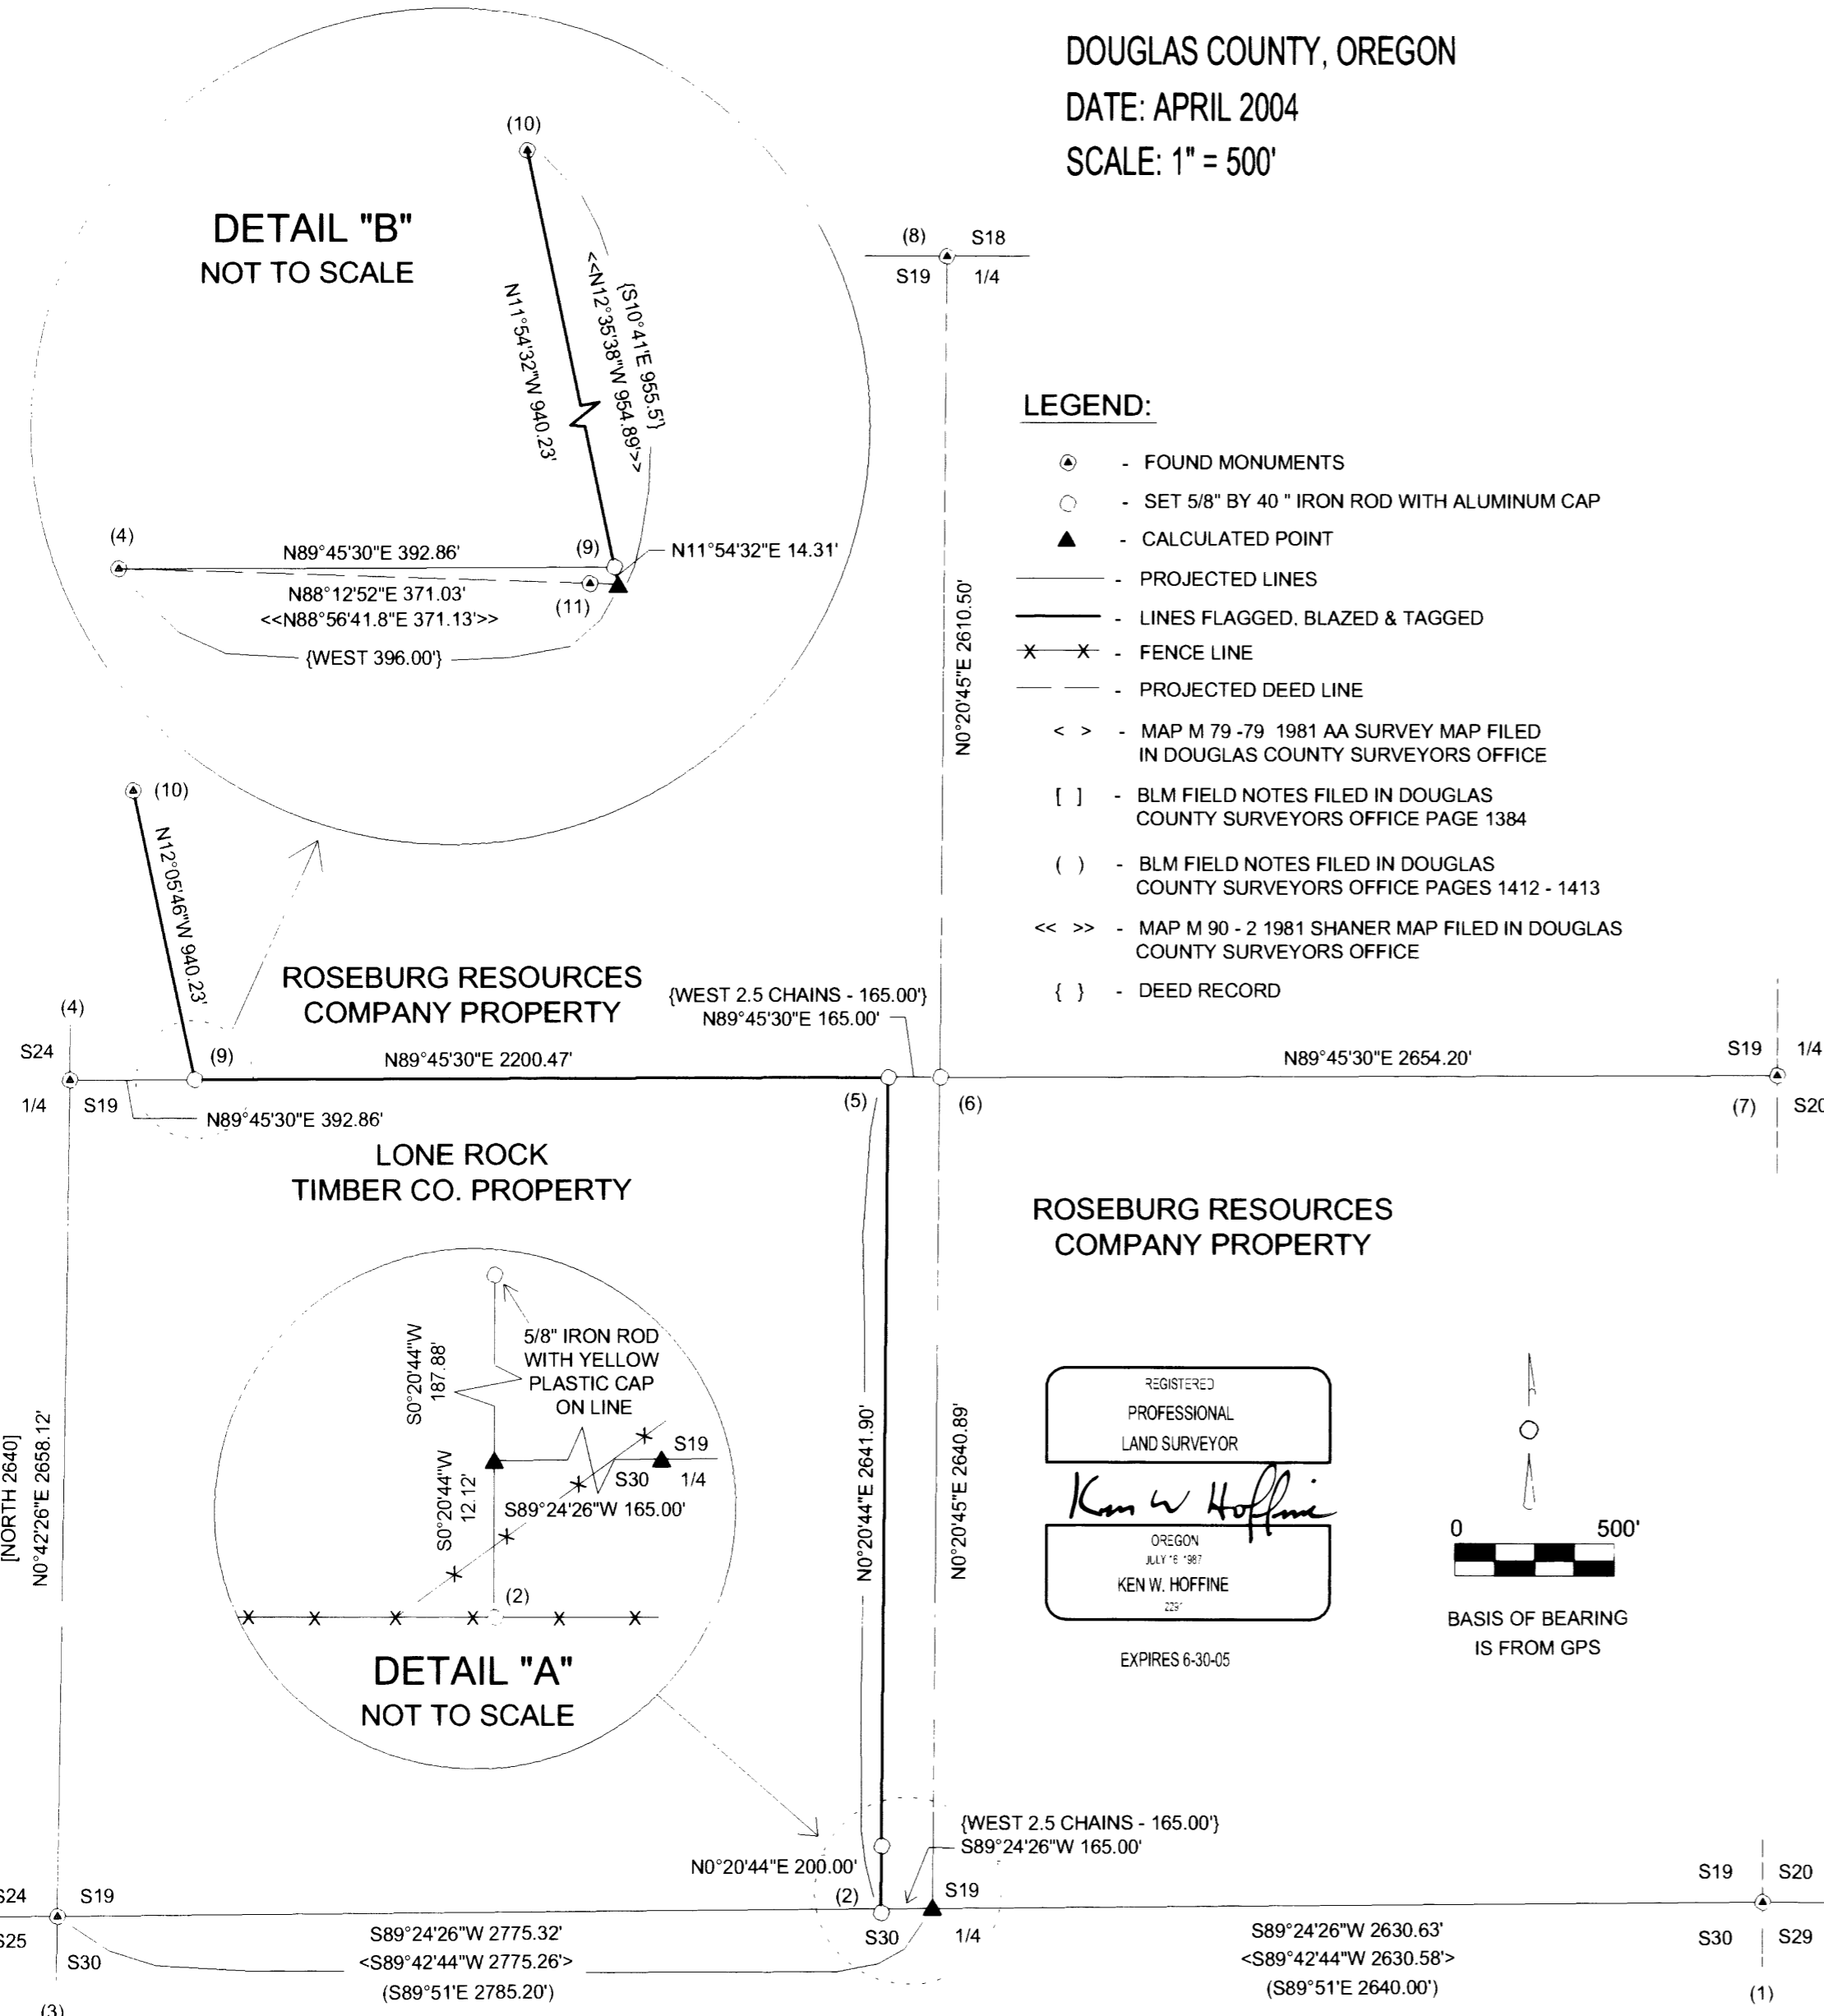 DOUGLAS COUNTY, OREGON
DATE: APRIL 2004
SCALE: 1" = 500'
(10)
DETAIL "B"
NOT TO SCALE
N11°54'32"W 940.23'
<<N12°35'38"W 954.89'>>
{S10°41'E 955.5'}
(4)
N89°45'30"E 392.86'
(9)
N11°54'32"E 14.31'
N88°12'52"E 371.03'
(11)
<<N88°56'41.8"E 371.13'>>
{WEST 396.00'}
(8) S18
S19 1/4
N0°20'45"E 2610.50'
LEGEND:
- FOUND MONUMENTS
- SET 5/8" BY 40 " IRON ROD WITH ALUMINUM CAP
- CALCULATED POINT
- PROJECTED LINES
- LINES FLAGGED, BLAZED & TAGGED
X X - FENCE LINE
- PROJECTED DEED LINE
< > - MAP M 79 -79 1981 AA SURVEY MAP FILED
IN DOUGLAS COUNTY SURVEYORS OFFICE
[ ] - BLM FIELD NOTES FILED IN DOUGLAS
COUNTY SURVEYORS OFFICE PAGE 1384
( ) - BLM FIELD NOTES FILED IN DOUGLAS
COUNTY SURVEYORS OFFICE PAGES 1412 - 1413
<< >> - MAP M 90 - 2 1981 SHANER MAP FILED IN DOUGLAS
COUNTY SURVEYORS OFFICE
{ } - DEED RECORD
(10)
N12°05'46"W 940.23'
ROSEBURG RESOURCES
COMPANY PROPERTY
{WEST 2.5 CHAINS - 165.00'}
N89°45'30"E 165.00'
(4)
S24
(9)
N89°45'30"E 2200.47'
N89°45'30"E 2654.20'
S19 1/4
1/4 S19
N89°45'30"E 392.86'
(5)
(6)
(7) S20
LONE ROCK
TIMBER CO. PROPERTY
ROSEBURG RESOURCES
COMPANY PROPERTY
S0°20'44"W
187.88'
5/8" IRON ROD
WITH YELLOW
PLASTIC CAP
ON LINE
S19
S30 1/4
S89°24'26"W 165.00'
S0°20'44"W
12.12'
(2)
X X X X X X
DETAIL "A"
NOT TO SCALE
[NORTH 2640]
N0°42'26"E 2658.12'
N0°20'44"E 2641.90'
N0°20'45"E 2640.89'
REGISTERED
PROFESSIONAL
LAND SURVEYOR
Ken W Hoffine
OREGON
JULY 16 1987
KEN W. HOFFINE
EXPIRES 6-30-05
0 500'
BASIS OF BEARING
IS FROM GPS
{WEST 2.5 CHAINS - 165.00'}
S89°24'26"W 165.00'
N0°20'44"E 200.00'
(2)
S19
S30 1/4
S24 S19
S25 S30
(3)
S89°24'26"W 2775.32'
<S89°42'44"W 2775.26'>
(S89°51'E 2785.20')
S89°24'26"W 2630.63'
<S89°42'44"W 2630.58'>
(S89°51'E 2640.00')
S19 S20
S30 S29
(1)